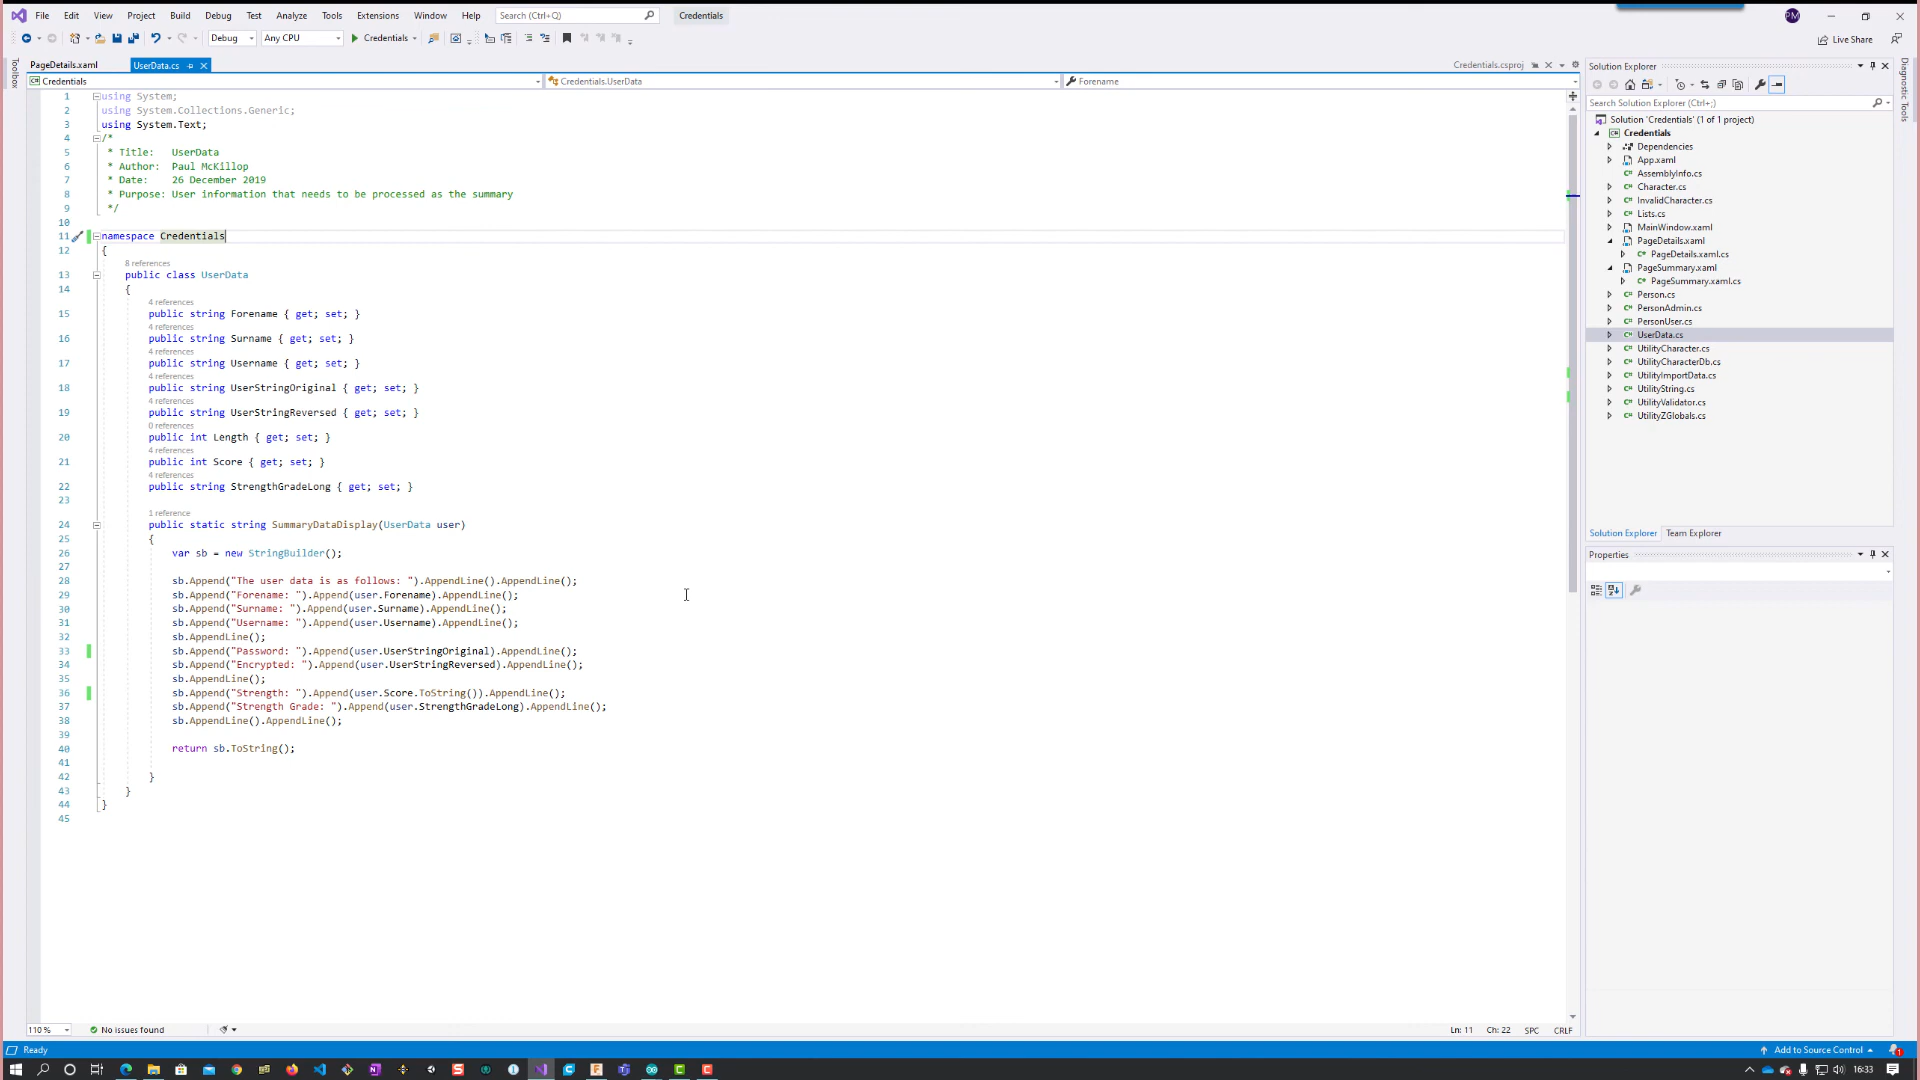 File Edit View Project Build Debug Test Analyze Tools Extensions Window Help Search (Ctrl+Q) Credentials PM
Debug Any CPU Credentials Live Share
Toolbox
PageDetails.xaml UserData.cs Credentials.csproj
Credentials Credentials.UserData Forename
1 using System;
2 using System.Collections.Generic;
3 using System.Text;
4 /*
5 * Title: UserData
6 * Author: Paul McKillop
7 * Date: 26 December 2019
8 * Purpose: User information that needs to be processed as the summary
9 */
10
11 namespace Credentials
12 {
8 references
13 public class UserData
14 {
4 references
15 public string Forename { get; set; }
4 references
16 public string Surname { get; set; }
4 references
17 public string Username { get; set; }
4 references
18 public string UserStringOriginal { get; set; }
4 references
19 public string UserStringReversed { get; set; }
0 references
20 public int Length { get; set; }
4 references
21 public int Score { get; set; }
4 references
22 public string StrengthGradeLong { get; set; }
23
1 reference
24 public static string SummaryDataDisplay(UserData user)
25 {
26 var sb = new StringBuilder();
27
28 sb.Append("The user data is as follows: ").AppendLine().AppendLine();
29 sb.Append("Forename: ").Append(user.Forename).AppendLine();
30 sb.Append("Surname: ").Append(user.Surname).AppendLine();
31 sb.Append("Username: ").Append(user.Username).AppendLine();
32 sb.AppendLine();
33 sb.Append("Password: ").Append(user.UserStringOriginal).AppendLine();
34 sb.Append("Encrypted: ").Append(user.UserStringReversed).AppendLine();
35 sb.AppendLine();
36 sb.Append("Strength: ").Append(user.Score.ToString()).AppendLine();
37 sb.Append("Strength Grade: ").Append(user.StrengthGradeLong).AppendLine();
38 sb.AppendLine().AppendLine();
39
40 return sb.ToString();
41
42 }
43 }
44 }
45
110 % No issues found Ln: 11 Ch: 22 SPC CRLF
Solution Explorer
Search Solution Explorer (Ctrl+;)
Solution 'Credentials' (1 of 1 project)
Credentials
Dependencies
App.xaml
AssemblyInfo.cs
Character.cs
InvalidCharacter.cs
Lists.cs
MainWindow.xaml
PageDetails.xaml
PageDetails.xaml.cs
PageSummary.xaml
PageSummary.xaml.cs
Person.cs
PersonAdmin.cs
PersonUser.cs
UserData.cs
UtilityCharacter.cs
UtilityCharacterDb.cs
UtilityImportData.cs
UtilityString.cs
UtilityValidator.cs
UtilityZGlobals.cs
Solution Explorer Team Explorer
Properties
Diagnostic Tools
Ready Add to Source Control 1
16:33